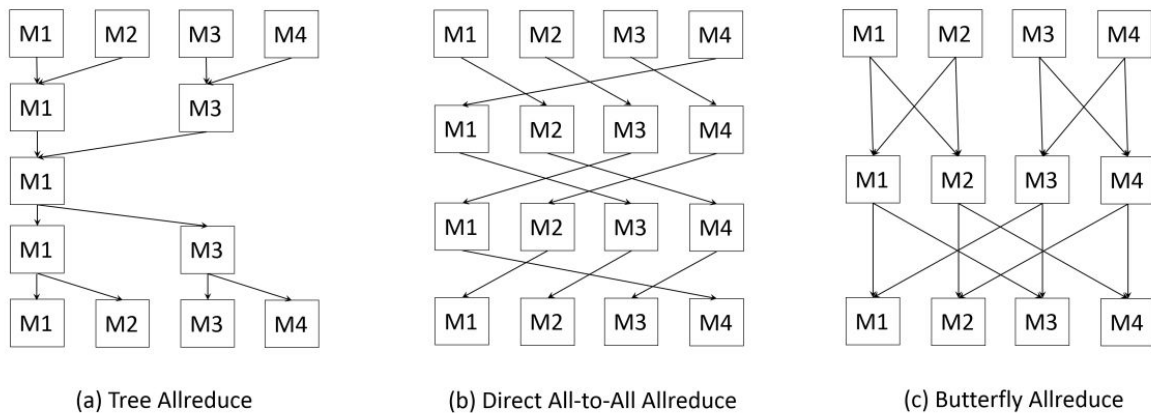 M1 M2 M3 M4
M1 M3
M1
M1 M3
M1 M2 M3 M4
(a) Tree Allreduce
M1 M2 M3 M4
M1 M2 M3 M4
M1 M2 M3 M4
M1 M2 M3 M4
(b) Direct All-to-All Allreduce
M1 M2 M3 M4
M1 M2 M3 M4
M1 M2 M3 M4
(c) Butterfly Allreduce